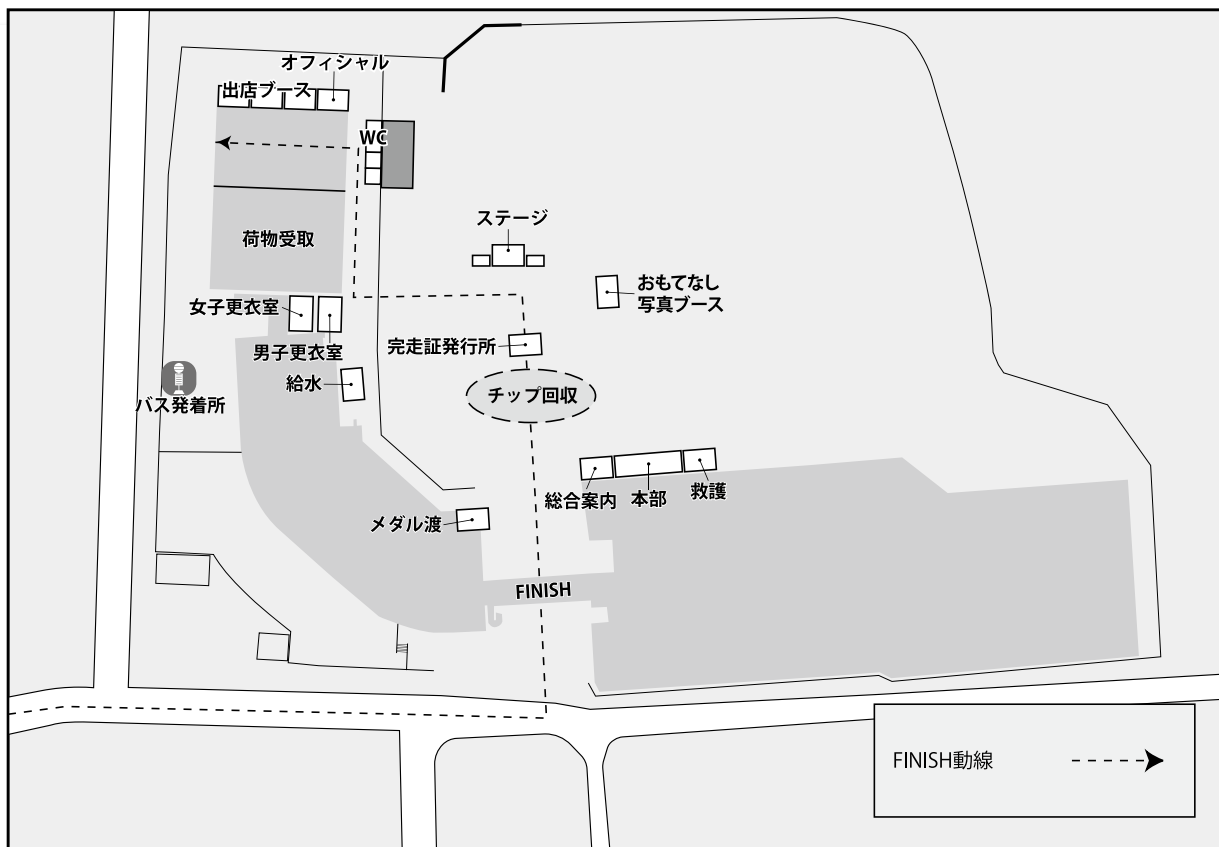 オフィシャル
出店ブース
WC
荷物受取
ステージ
おもてなし
写真ブース
女子更衣室
男子更衣室
完走証発行所
給水
チップ回収
バス発着所
総合案内
本部
救護
メダル渡
FINISH
FINISH動線